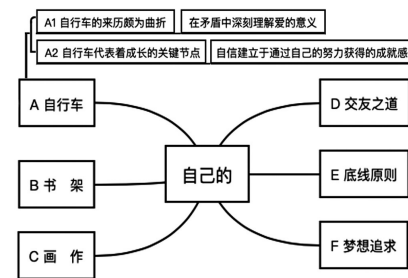 A1 自行车的来历颇为曲折 在矛盾中深刻理解爱的意义
A2 自行车代表着成长的关键节点 自信建立于通过自己的努力获得的成就感
A 自行车
D 交友之道
自己的
B 书 架
E 底线原则
C 画 作
F 梦想追求